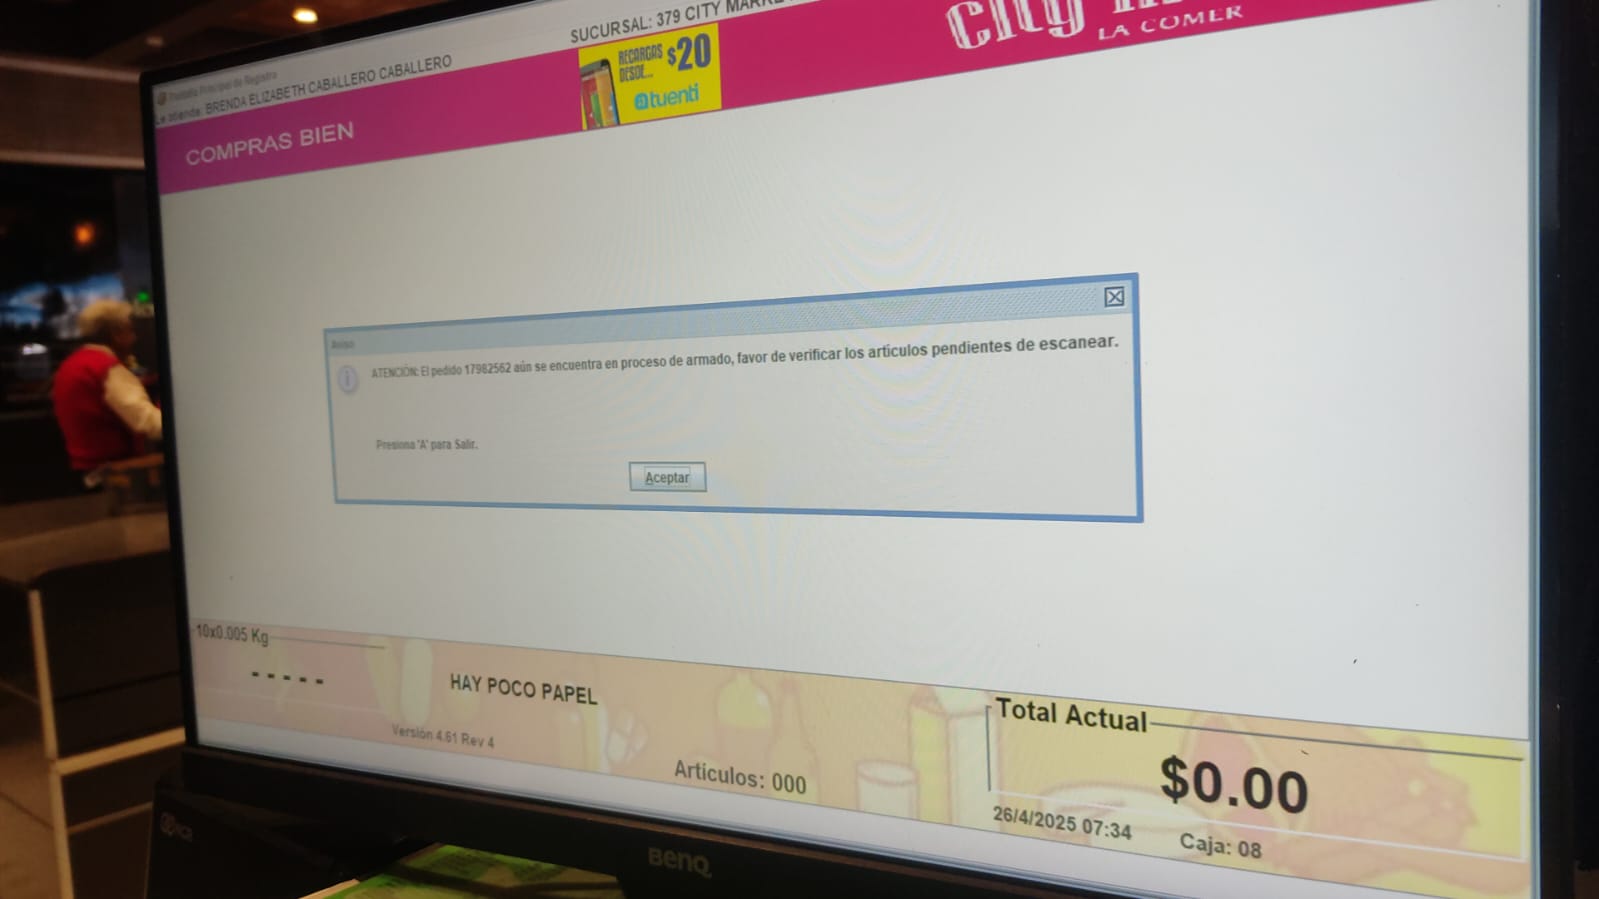 Pantalla Principal de Registro
Le atiende: BRENDA ELIZABETH CABALLERO CABALLERO
SUCURSAL: 379 CITY
COMPRAS BIEN
RECARGAS
DESDE... $20
tuenti
city
LA COMER
Aviso
ATENCIÓN: El pedido 17982562 aún se encuentra en proceso de armado, favor de verificar los artículos pendientes de escanear.
Presiona 'A' para Salir.
Aceptar
10x0.005 Kg
- - - - -
HAY POCO PAPEL
Versión 4.61 Rev 4
Articulos: 000
Total Actual
$0.00
26/4/2025 07:34
Caja: 08
BenQ